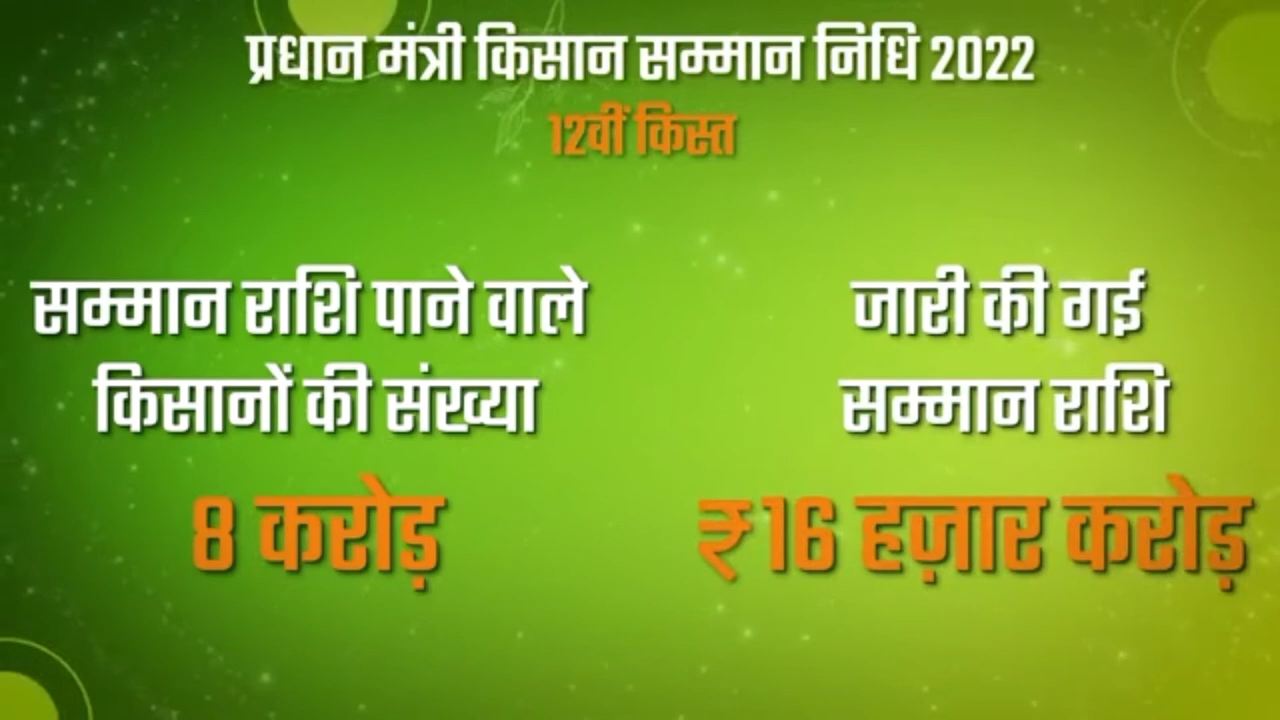 प्रधान मंत्री किसान सम्मान निधि 2022
12वीं किस्त
सम्मान राशि पाने वाले
किसानों की संख्या
8 करोड़
जारी की गई
सम्मान राशि
₹16 हज़ार करोड़